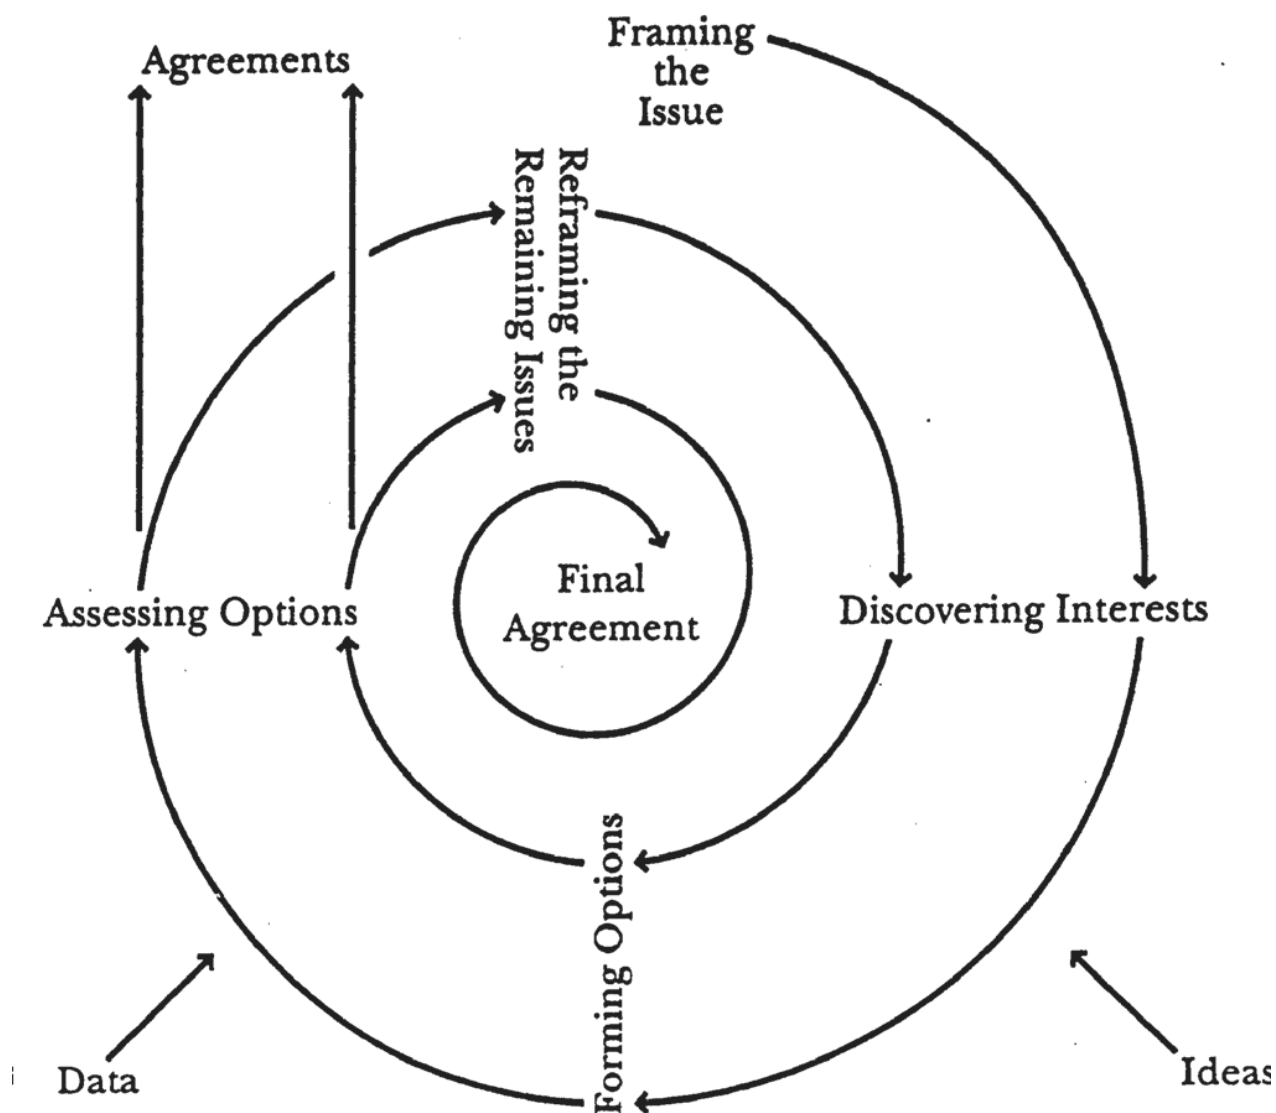 Agreements
Framing
the
Issue
Reframing the
Remaining Issues
Assessing Options
Final
Agreement
Discovering Interests
Forming Options
Data
Ideas